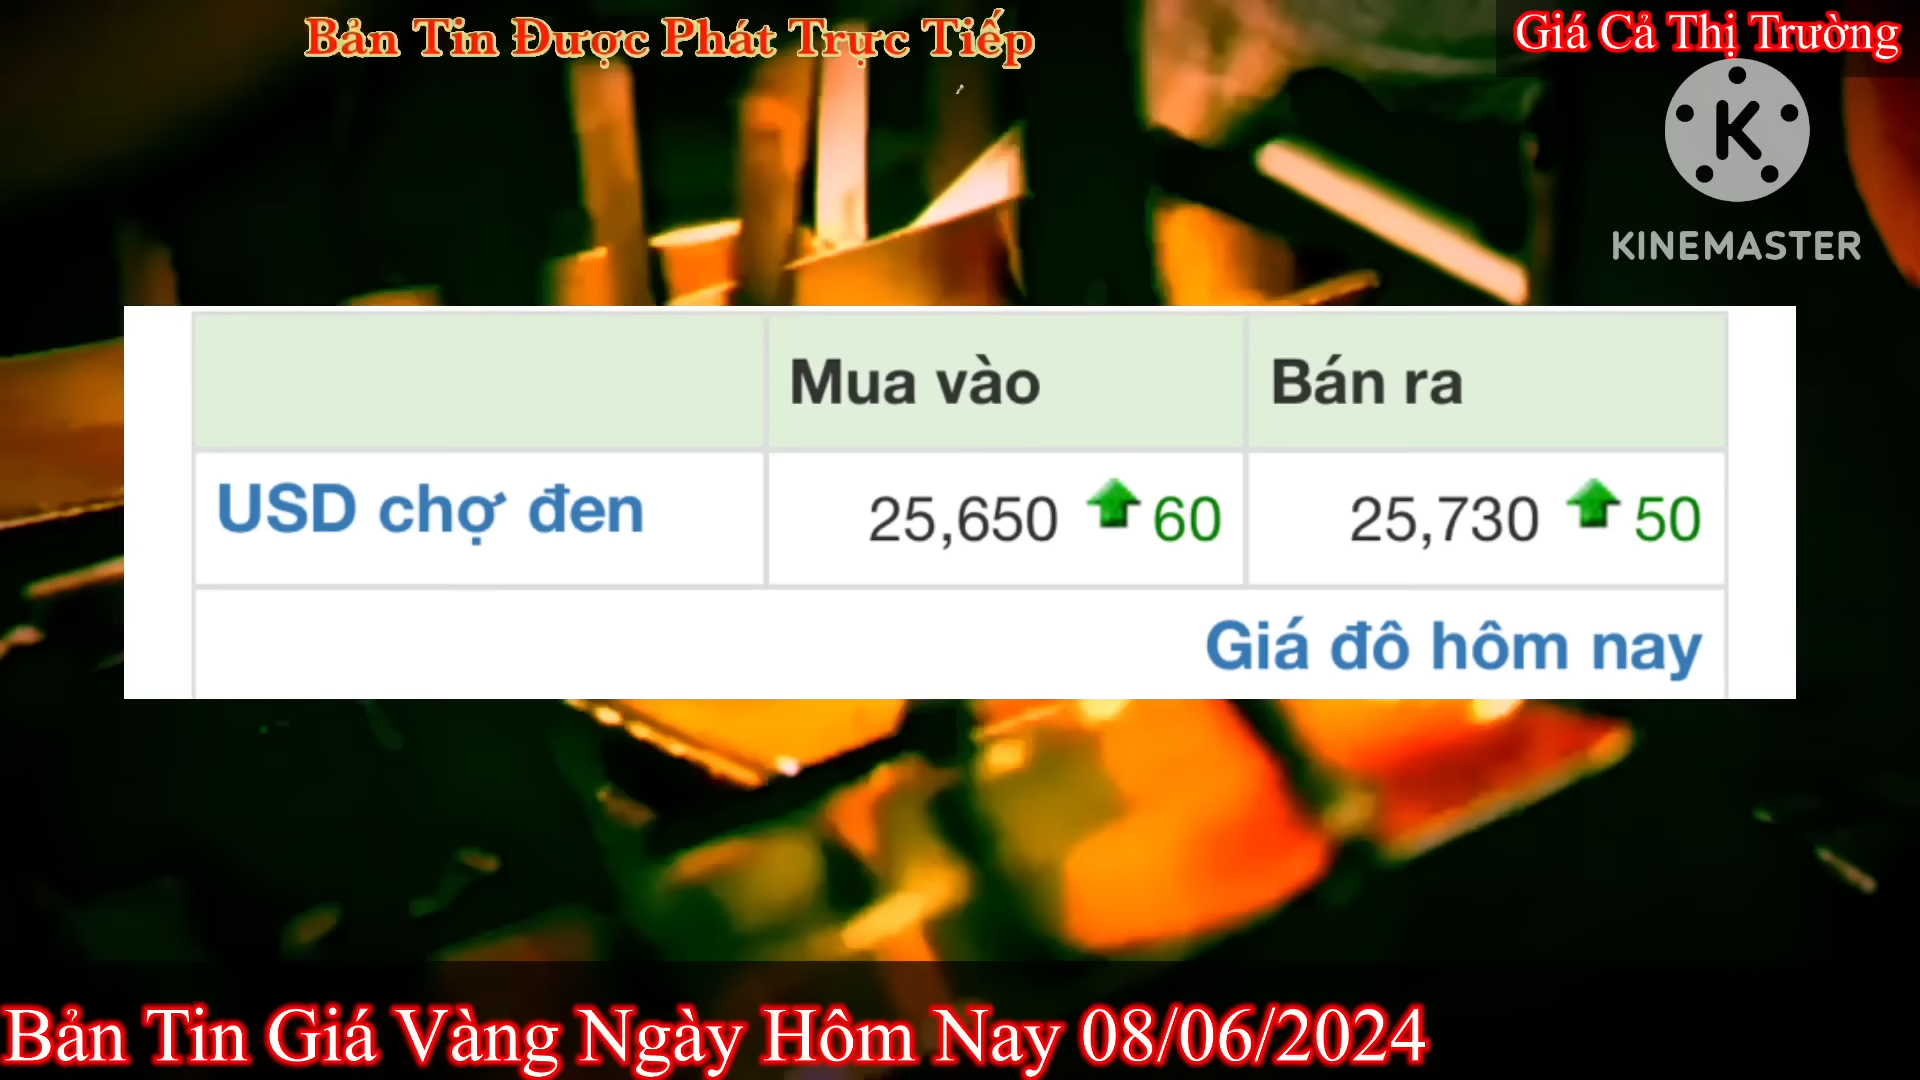 Bản Tin Được Phát Trực Tiếp
Giá Cả Thị Trường
K
KINEMASTER
Mua vào Bán ra
USD chợ đen 25,650 60 25,730 50
Giá đô hôm nay
Bản Tin Giá Vàng Ngày Hôm Nay 08/06/2024